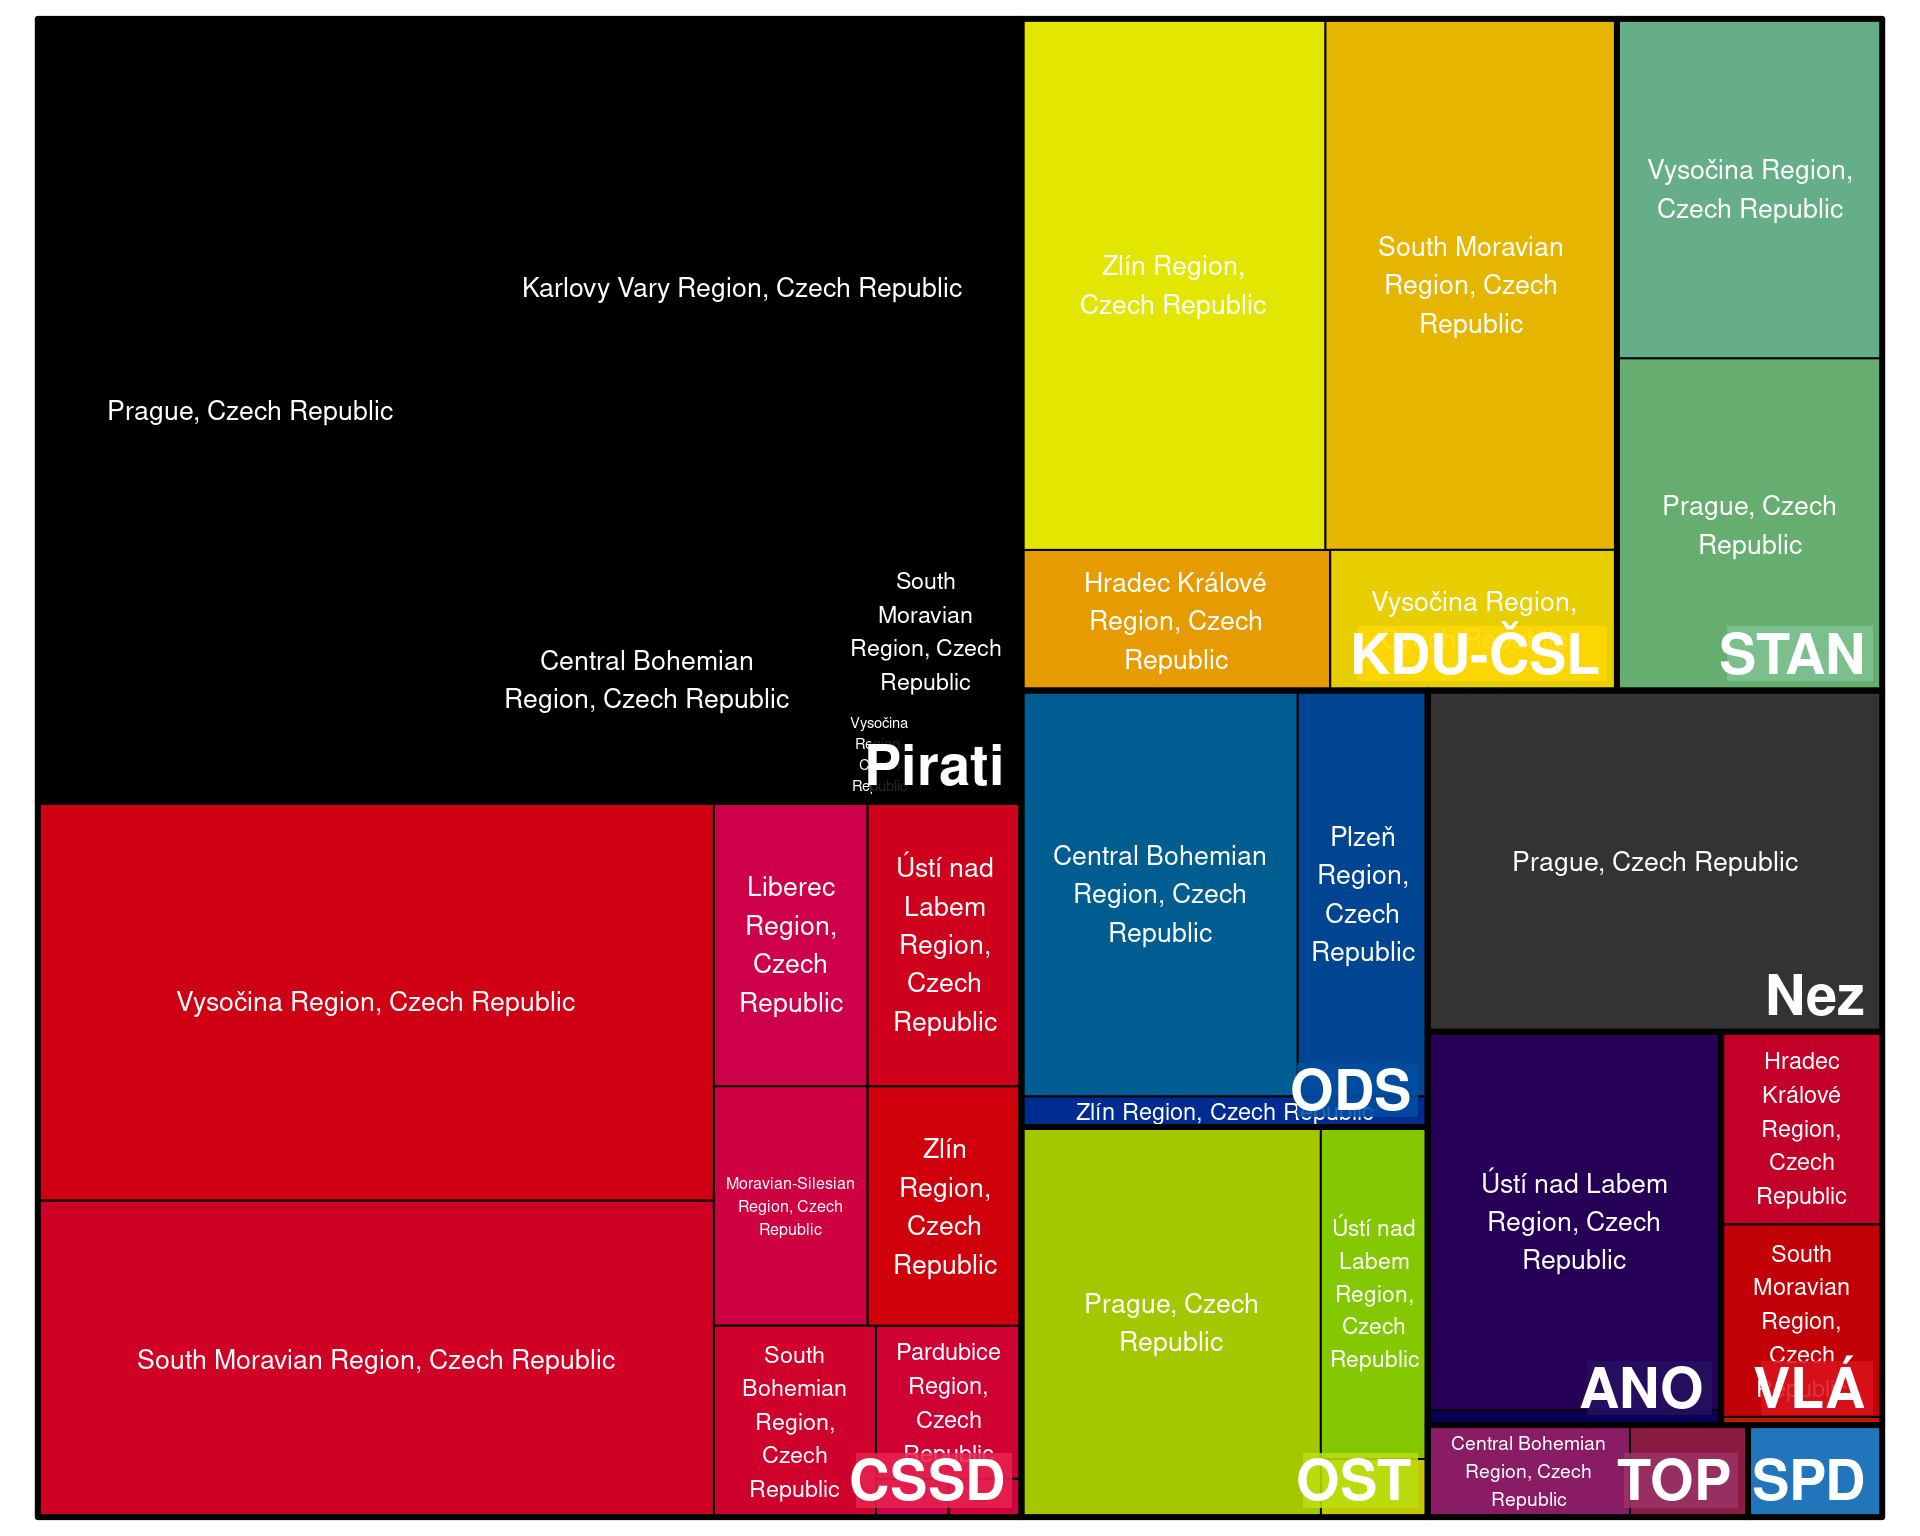 Karlovy Vary Region, Czech Republic
Prague, Czech Republic
Central Bohemian
Region, Czech Republic
South
Moravian
Region, Czech
Republic
Vysočina
Republic
Pirati
Zlín Region,
Czech Republic
South Moravian
Region, Czech
Republic
Hradec Králové
Region, Czech
Republic
Vysočina Region,
KDU-ČSL
Vysočina Region,
Czech Republic
Prague, Czech
Republic
STAN
Vysočina Region, Czech Republic
South Moravian Region, Czech Republic
Liberec
Region,
Czech
Republic
Ústí nad
Labem
Region,
Czech
Republic
Moravian-Silesian
Region, Czech
Republic
Zlín
Region,
Czech
Republic
South
Bohemian
Region,
Czech
Republic
Pardubice
Region,
Czech
Republic
CSSD
Central Bohemian
Region, Czech
Republic
Plzeň
Region,
Czech
Republic
ODS
Zlín Region, Czech Republic
Prague, Czech
Republic
Ústí nad
Labem
Region,
Czech
Republic
OST
Prague, Czech Republic
Nez
Ústí nad Labem
Region, Czech
Republic
ANO
Hradec
Králové
Region,
Czech
Republic
South
Moravian
Region,
Czech
VLÁ
Central Bohemian
Region, Czech
Republic
TOP
SPD